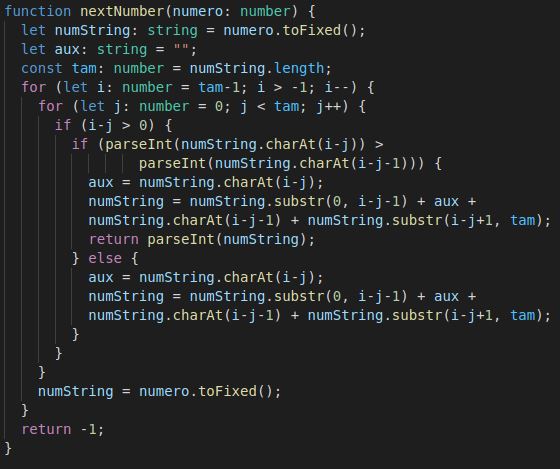 function nextNumber(numero: number) {
  let numString: string = numero.toFixed();
  let aux: string = "";
  const tam: number = numString.length;
  for (let i: number = tam-1; i > -1; i--) {
    for (let j: number = 0; j < tam; j++) {
      if (i-j > 0) {
        if (parseInt(numString.charAt(i-j)) >
                parseInt(numString.charAt(i-j-1))) {
          aux = numString.charAt(i-j);
          numString = numString.substr(0, i-j-1) + aux +
          numString.charAt(i-j-1) + numString.substr(i-j+1, tam);
          return parseInt(numString);
        } else {
          aux = numString.charAt(i-j);
          numString = numString.substr(0, i-j-1) + aux +
          numString.charAt(i-j-1) + numString.substr(i-j+1, tam);
        }
      }
    }
    numString = numero.toFixed();
  }
  return -1;
}